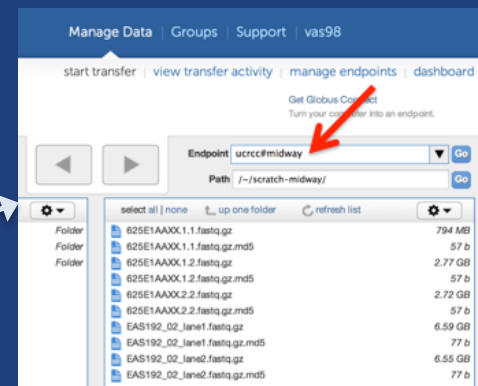 Manage Data | Groups | Support | vas98
start transfer | view transfer activity | manage endpoints | dashboard
Get Globus Connect
Turn your computer into an endpoint.
Endpoint ucrcc#midway Go
Path /~/scratch-midway/ Go
select all | none up one folder refresh list
Folder 625E1AAXX.1.1.fastq.gz 794 MB
Folder 625E1AAXX.1.1.fastq.gz.md5 57 b
Folder 625E1AAXX.1.2.fastq.gz 2.77 GB
625E1AAXX.1.2.fastq.gz.md5 57 b
625E1AAXX.2.2.fastq.gz 2.72 GB
625E1AAXX.2.2.fastq.gz.md5 57 b
EAS192_02_lane1.fastq.gz 6.59 GB
EAS192_02_lane1.fastq.gz.md5 77 b
EAS192_02_lane2.fastq.gz 6.55 GB
EAS192_02_lane2.fastq.gz.md5 77 b